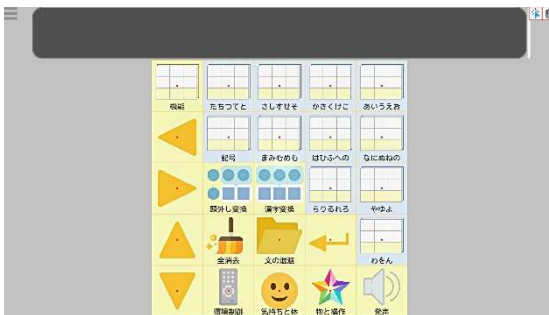 機能 たちつてと さしすせそ かきくけこ あいうえお
記号 まみむめも はひふへほ なにぬねの
頭外し変換 漢字変換 らりるれろ やゆよ
全消去 文の選択 わをん
環境制御 気持ちと体 物と操作 発声